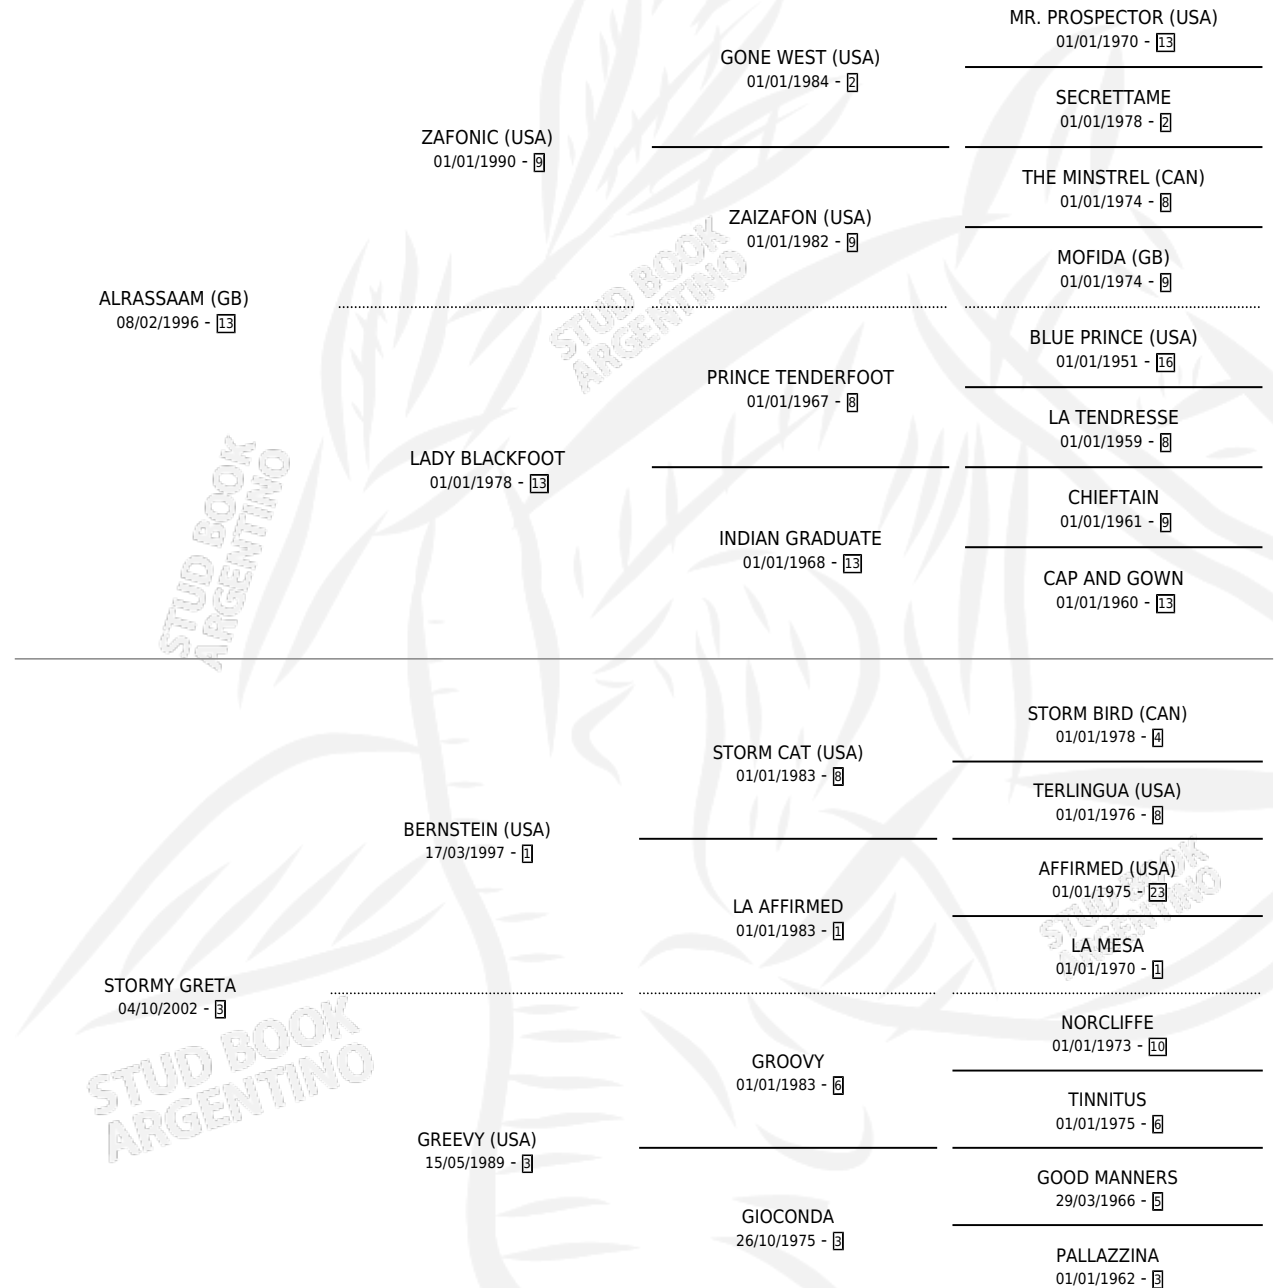 MR. PROSPECTOR (USA)
01/01/1970 - 13
GONE WEST (USA)
01/01/1984 - 2
SECRETTAME
01/01/1978 - 2
ZAFONIC (USA)
01/01/1990 - 9
THE MINSTREL (CAN)
01/01/1974 - 8
ZAIZAFON (USA)
01/01/1982 - 9
MOFIDA (GB)
01/01/1974 - 9
ALRASSAAM (GB)
08/02/1996 - 13
BLUE PRINCE (USA)
01/01/1951 - 16
PRINCE TENDERFOOT
01/01/1967 - 8
LA TENDRESSE
01/01/1959 - 8
LADY BLACKFOOT
01/01/1978 - 13
CHIEFTAIN
01/01/1961 - 9
INDIAN GRADUATE
01/01/1968 - 13
CAP AND GOWN
01/01/1960 - 13
STORM BIRD (CAN)
01/01/1978 - 4
STORM CAT (USA)
01/01/1983 - 8
TERLINGUA (USA)
01/01/1976 - 8
BERNSTEIN (USA)
17/03/1997 - 1
AFFIRMED (USA)
01/01/1975 - 23
LA AFFIRMED
01/01/1983 - 1
LA MESA
01/01/1970 - 1
STORMY GRETA
04/10/2002 - 3
NORCLIFFE
01/01/1973 - 10
GROOVY
01/01/1983 - 6
TINNITUS
01/01/1975 - 6
GREEVY (USA)
15/05/1989 - 3
GOOD MANNERS
29/03/1966 - 5
GIOCONDA
26/10/1975 - 3
PALLAZZINA
01/01/1962 - 3
STUD BOOK
ARGENTINO
STUD BOOK
ARGENTINO
STUD BOOK
ARGENTINO
STUD BOOK
ARGENTINO